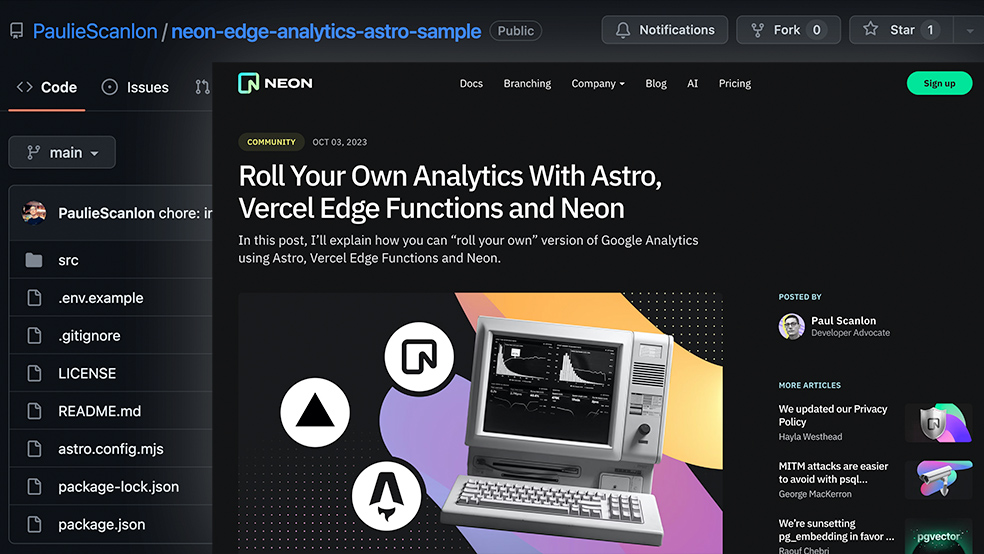 PaulieScanlon / neon-edge-analytics-astro-sample Public
Notifications
Fork 0
Star 1
Code
Issues
main
PaulieScanlon chore:
src
.env.example
.gitignore
LICENSE
README.md
astro.config.mjs
package-lock.json
package.json
NEON
Docs Branching Company Blog AI Pricing
Sign up
COMMUNITY OCT 03, 2023
Roll Your Own Analytics With Astro,
Vercel Edge Functions and Neon
In this post, I’ll explain how you can “roll your own” version of Google Analytics
using Astro, Vercel Edge Functions and Neon.
POSTED BY
Paul Scanlon
Developer Advocate
MORE ARTICLES
We updated our Privacy
Policy
Hayla Westhead
MITM attacks are easier
to avoid with psql...
George MacKerron
We’re sunsetting
pg_embedding in favor ...
Raouf Chebri
pgvector